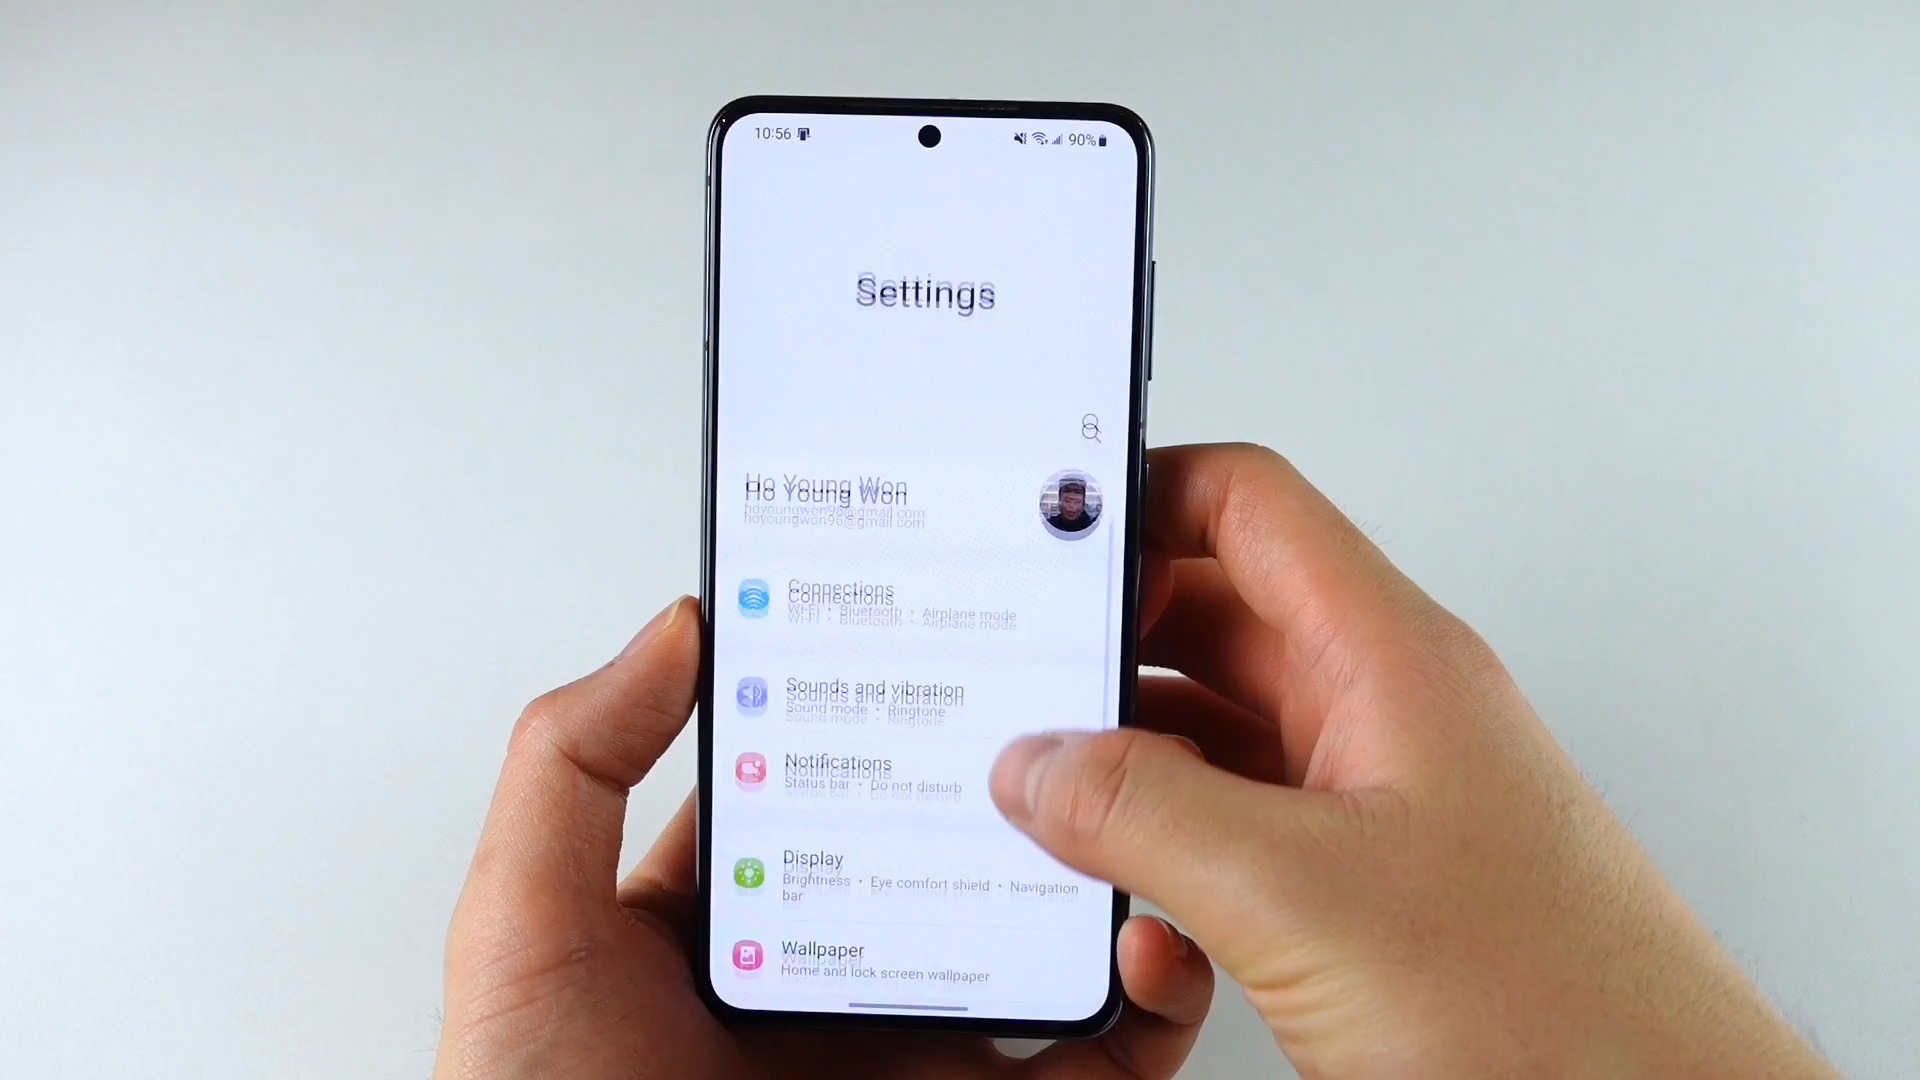 10:56
90%
Settings
Ho Young Won
hoyoungwon96@gmail.com
Connections
Wi-Fi • Bluetooth • Airplane mode
Sounds and vibration
Sound mode • Ringtone
Notifications
Status bar • Do not disturb
Display
Brightness • Eye comfort shield • Navigation
bar
Wallpaper
Home and lock screen wallpaper